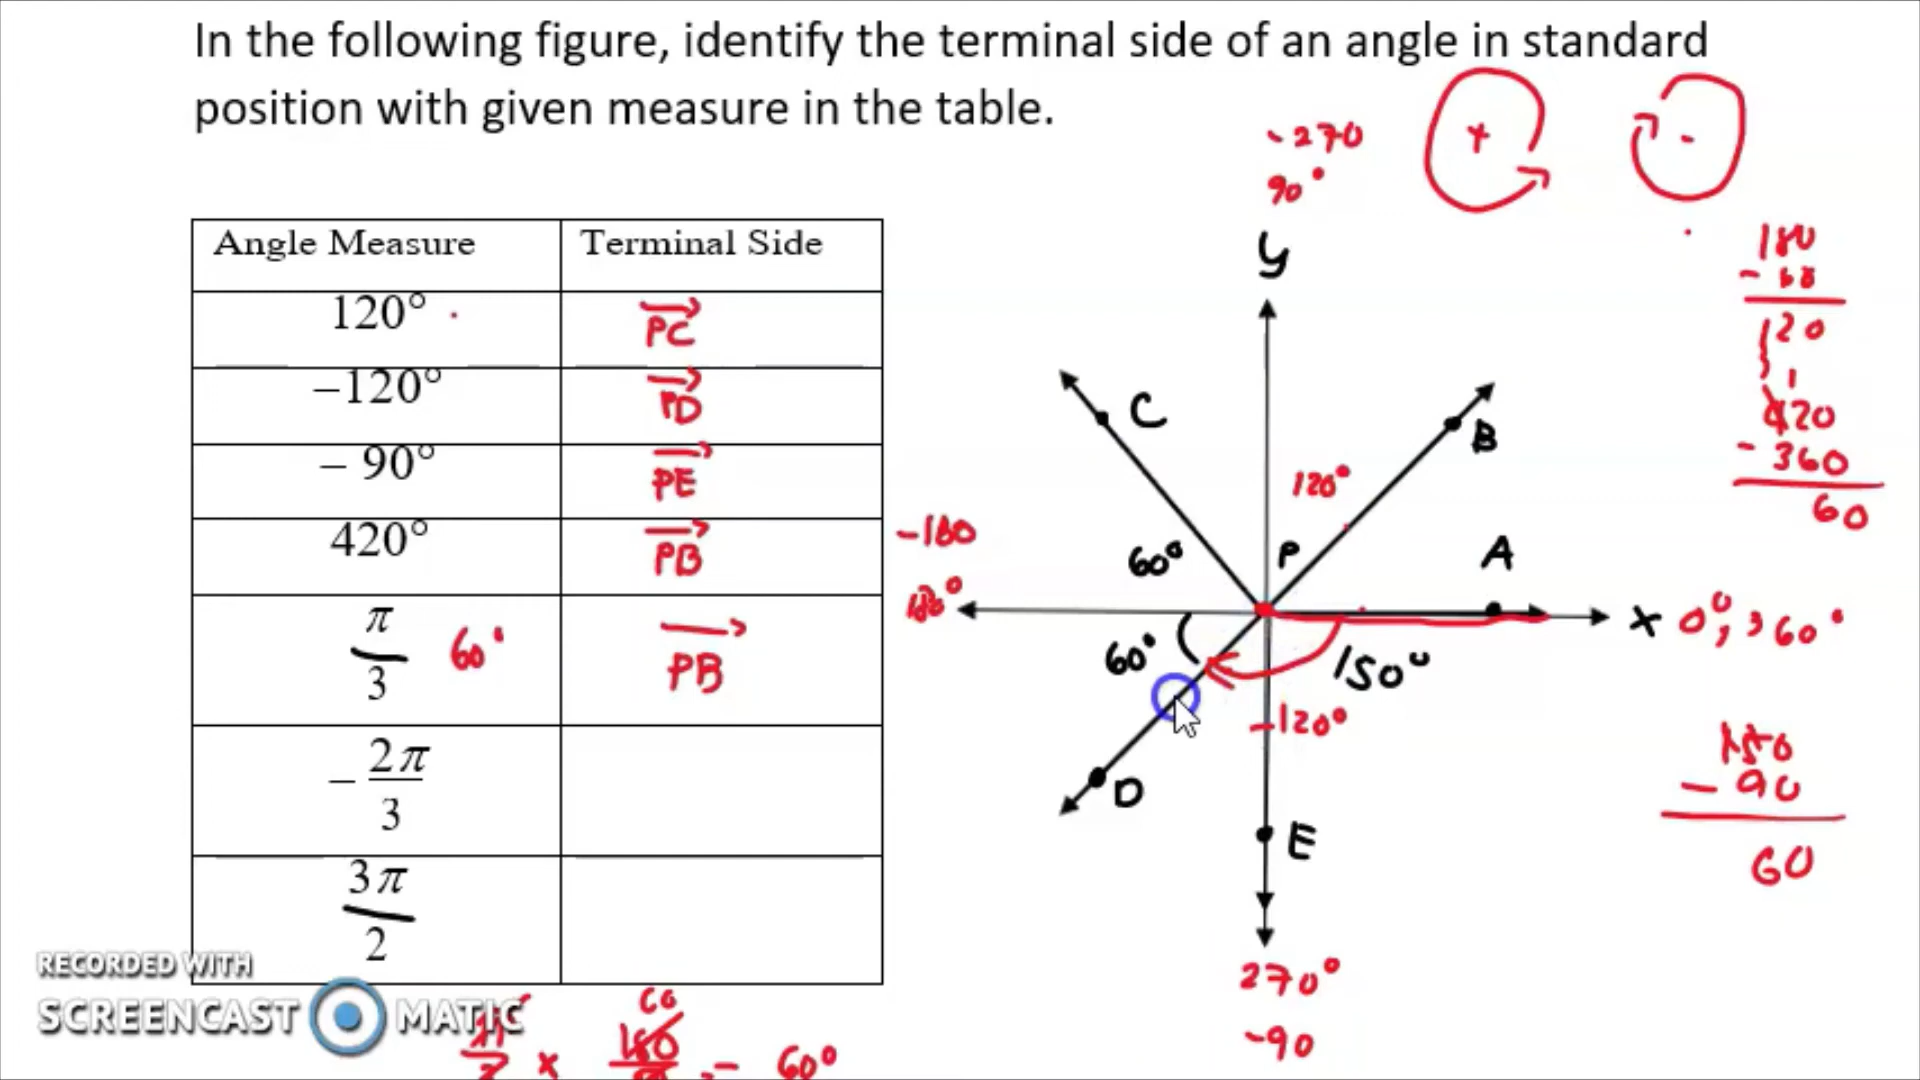 In the following figure, identify the terminal side of an angle in standard
position with given measure in the table.
Angle Measure Terminal Side
120° PC
−120° PD
− 90° PE
420° PB
π/3 60° PB
− 2π/3
3π/2
-270
90°
y
+
-
C
B
120°
-180
180°
60°
P
A
x 0°, 360°
60°
150°
-120°
D
E
270°
-90
180
- 60
120
420
- 360
60
150
- 90
60
RECORDED WITH
SCREENCAST MATIC
60
x 180 = 60°